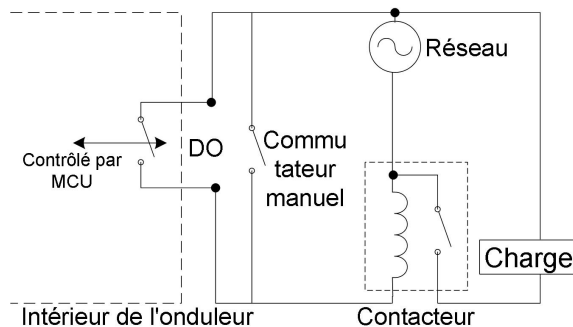 Réseau
Contrôlé par
MCU
DO
Commu
tateur
manuel
Charge
Intérieur de l'onduleur
Contacteur